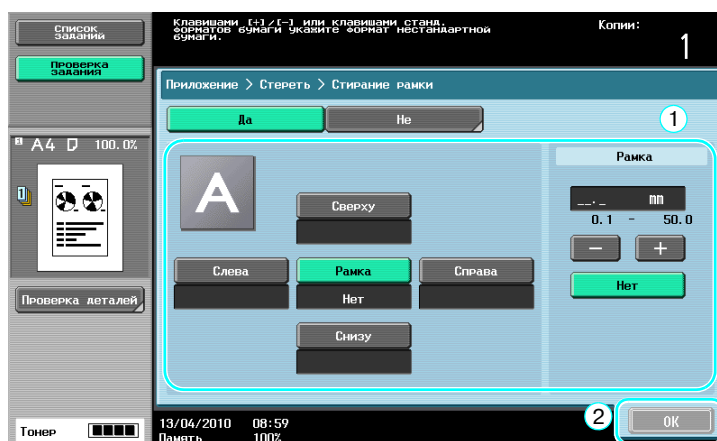 Список
заданий
Проверка
задания
Клавишами [+]/[-] или клавишами станд.
форматов бумаги укажите формат нестандартной
бумаги.
Копии:
1
Приложение > Стереть > Стирание рамки
Да
Не
1
A4 100.0%
1
A
Рамка
__._ mm
0.1 - 50.0
− +
Нет
Сверху
Слева
Рамка
Справа
Нет
Снизу
Проверка деталей
2
OK
Тонер
13/04/2010 08:59
Память 100%